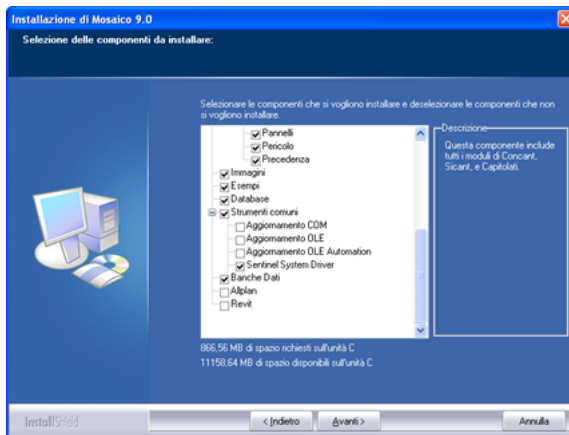 Installazione di Mosaico 9.0
Selezione delle componenti da installare:
Selezionare le componenti che si vogliono installare e deselezionare le componenti che non
si vogliono installare.
Pannelli
Pericolo
Precedenza
Immagini
Esempi
Database
Strumenti comuni
Aggiornamento COM
Aggiornamento OLE
Aggiornamento OLE Automation
Sentinel System Driver
Banche Dati
Allplan
Revit
Descrizione
Questa componente include
tutti i moduli di Concant,
Sicant, e Capitolati.
866,56 MB di spazio richiesti sull'unità C
11158,64 MB di spazio disponibili sull'unità C
InstallShield
< Indietro
Avanti >
Annulla